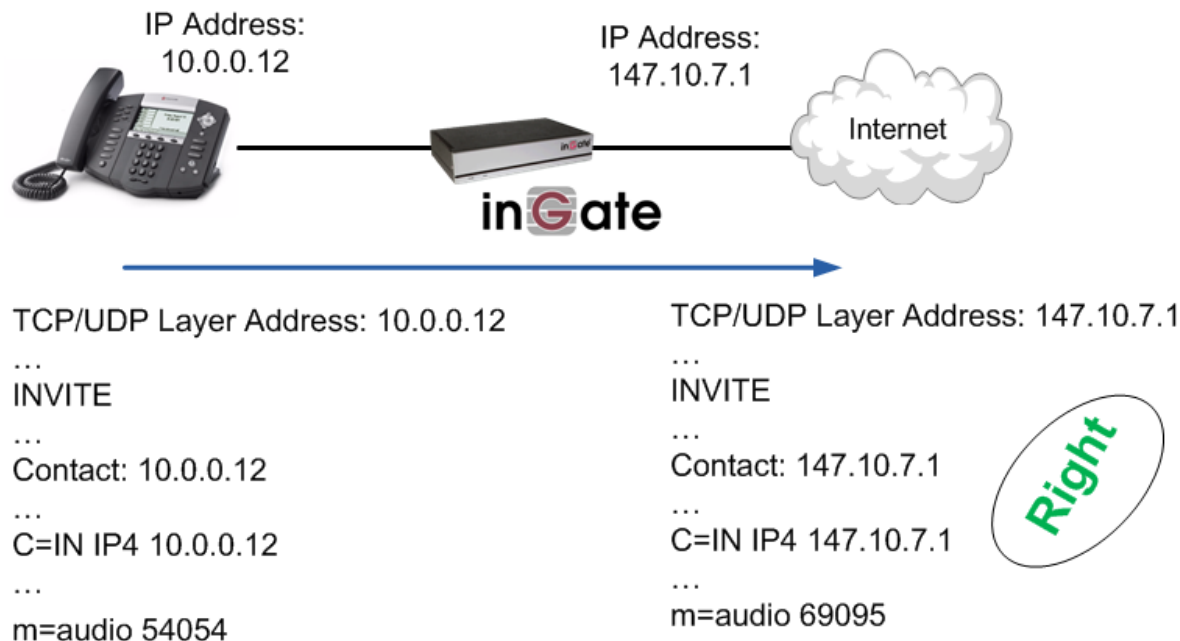 IP Address:
10.0.0.12
IP Address:
147.10.7.1
Internet
inGate
inGate
TCP/UDP Layer Address: 10.0.0.12
…
INVITE
…
Contact: 10.0.0.12
…
C=IN IP4 10.0.0.12
…
m=audio 54054
TCP/UDP Layer Address: 147.10.7.1
…
INVITE
…
Contact: 147.10.7.1
…
C=IN IP4 147.10.7.1
…
m=audio 69095
Right